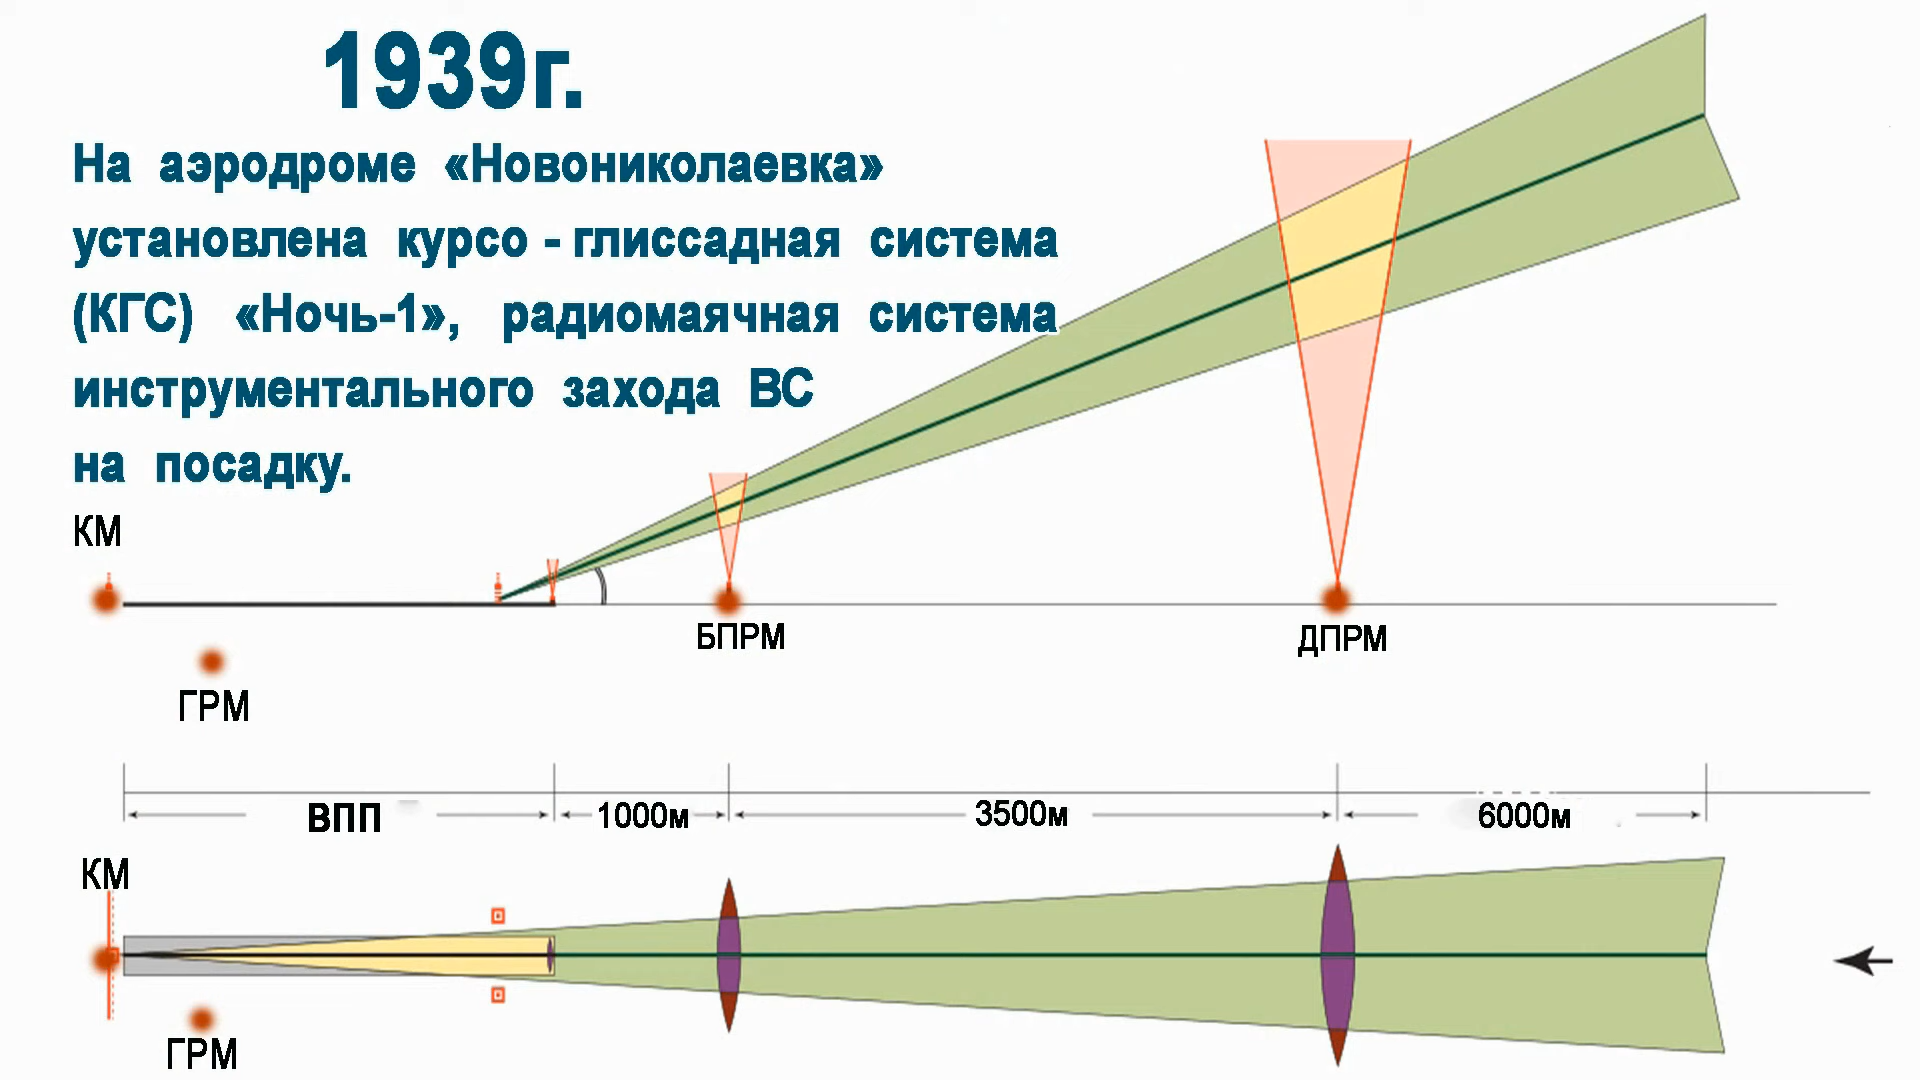 1939г.
На аэродроме «Новониколаевка»
установлена курсо - глиссадная система
(КГС) «Ночь-1», радиомаячная система
инструментального захода ВС
на посадку.
КМ
БПРМ
ДПРМ
ГРМ
ВПП
1000м
3500м
6000м
КМ
ГРМ